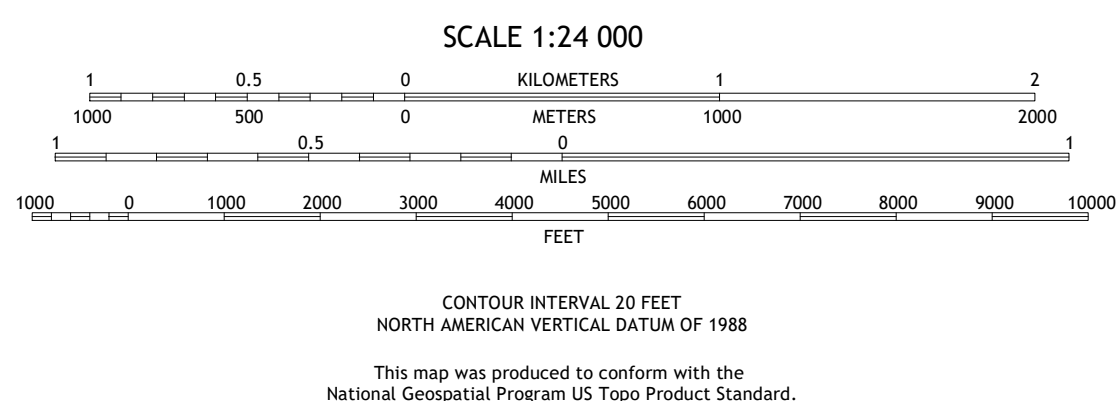 SCALE 1:24 000
1 0.5 0 KILOMETERS 1 2
1000 500 0 METERS 1000 2000
1 0.5 0 1
MILES
1000 0 1000 2000 3000 4000 5000 6000 7000 8000 9000 10000
FEET
CONTOUR INTERVAL 20 FEET
NORTH AMERICAN VERTICAL DATUM OF 1988
This map was produced to conform with the
National Geospatial Program US Topo Product Standard.